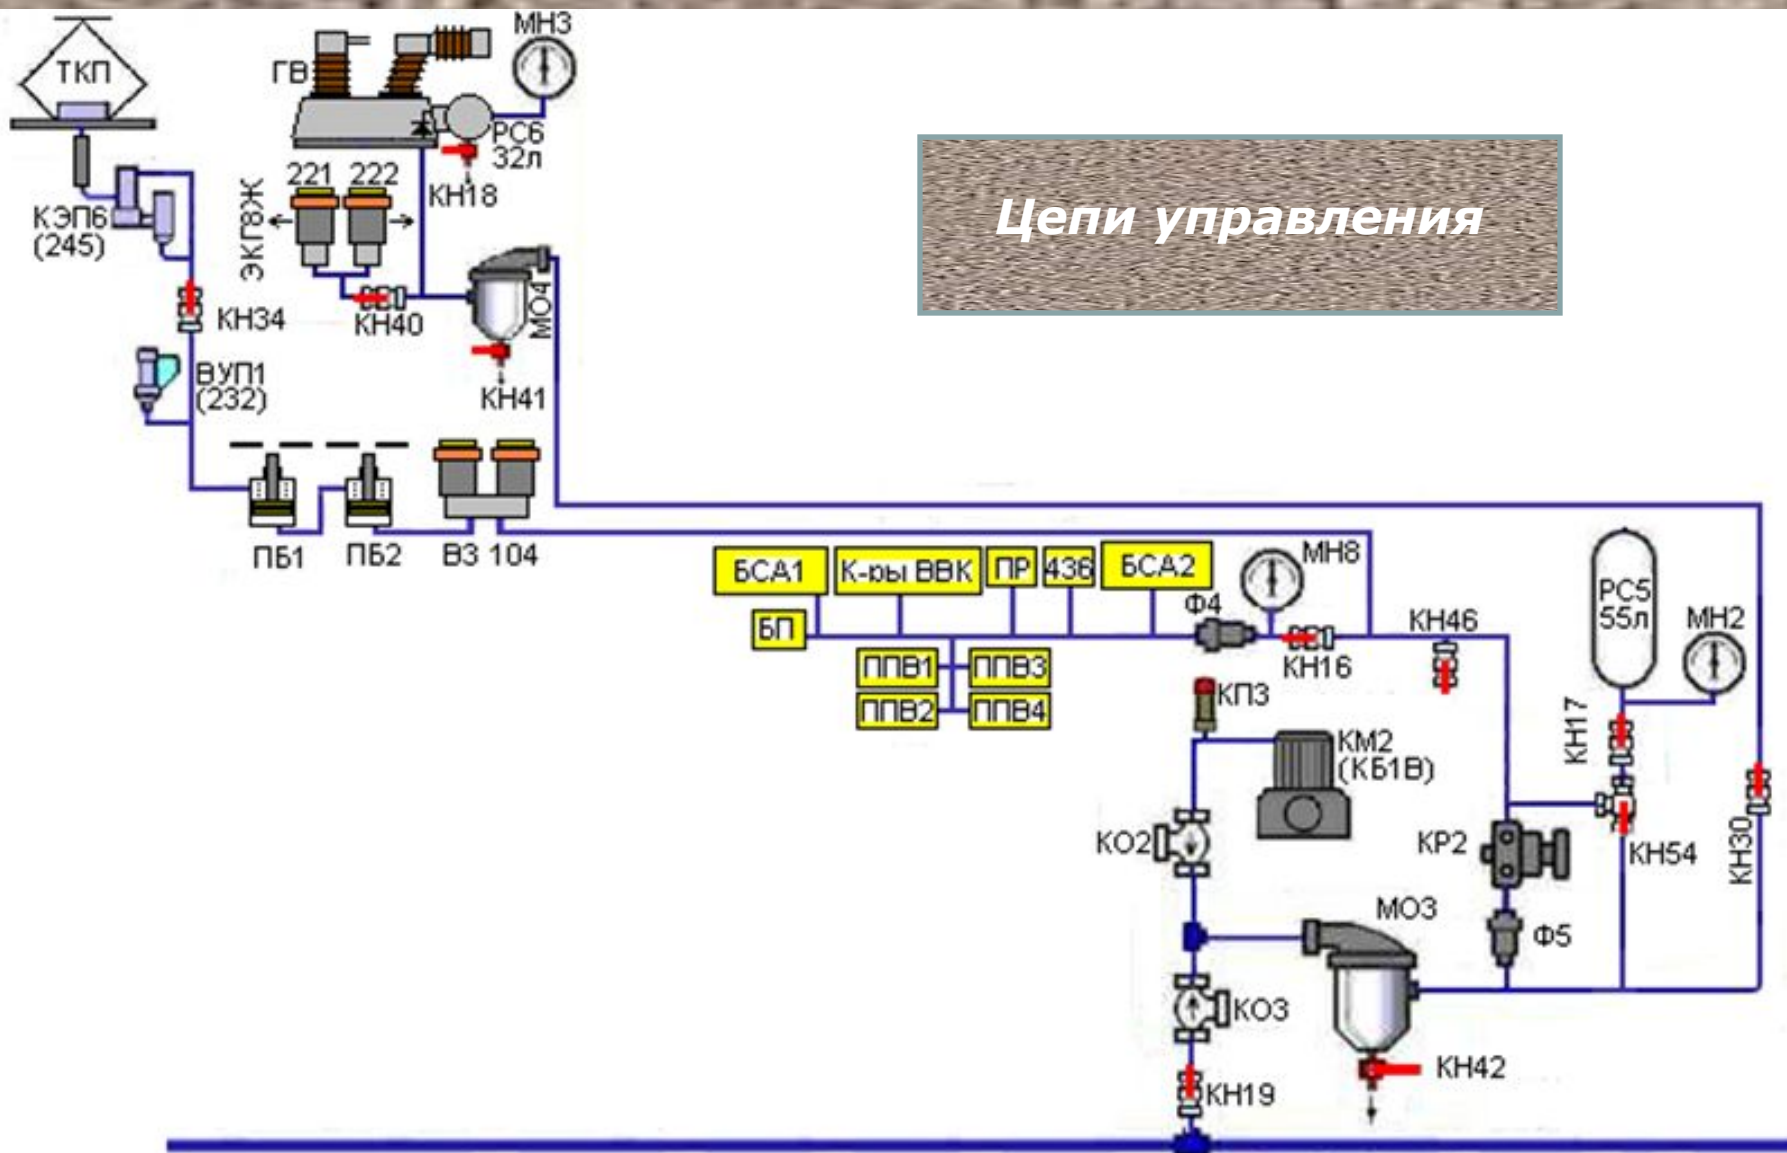 ТКП
ГВ
МН3
РС6
32л
КН18
221 222
ЭКГ8Ж
КЭП6
(245)
КН34
КН40
МО4
КН41
Цепи управления
ВУП1
(232)
ПБ1
ПБ2
ВЗ 104
БСА1
К-ры ВВК
ПР
436
БСА2
МН8
Ф4
БП
КН16
КН46
РС5
55л
МН2
ППВ1
ППВ3
ППВ2
ППВ4
КП3
КМ2
(КБ1В)
КН17
КО2
КР2
КН54
КН30
МО3
Ф5
КО3
КН42
КН19